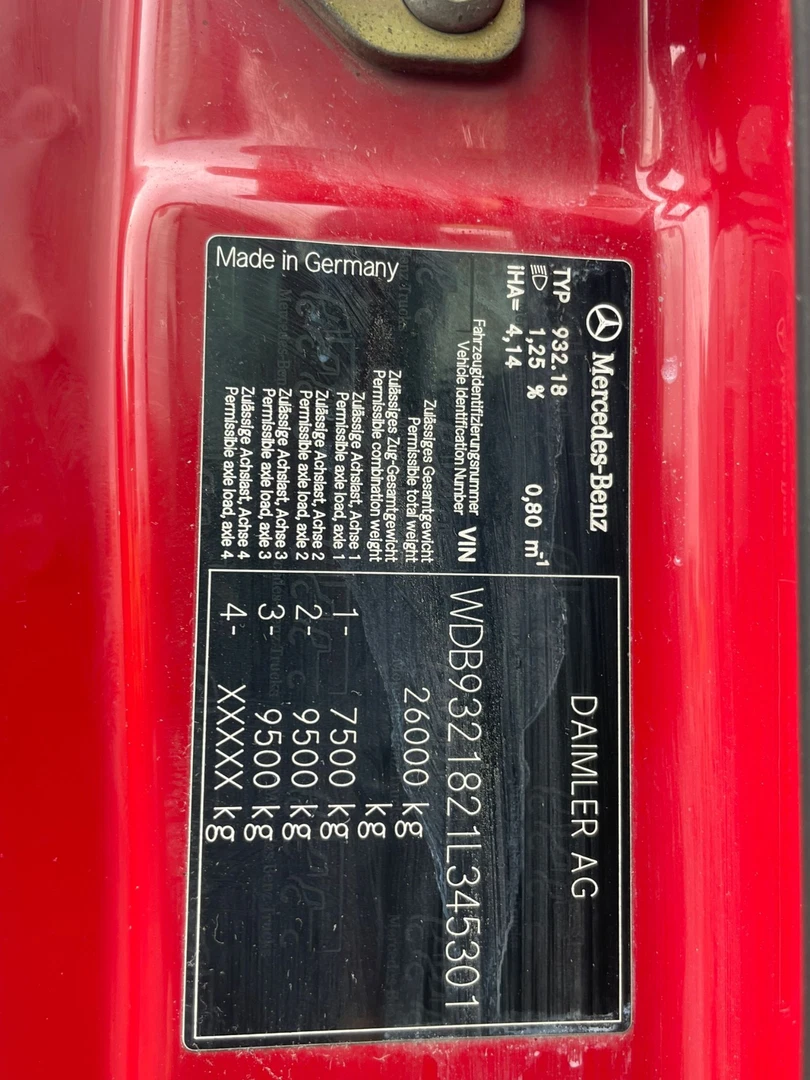 Mercedes-Benz
DAIMLER AG
TYP 932.18
1,25 % 0,80 m-1
iHA= 4,14
Fahrzeugidentifizierungsnummer
Vehicle Identification Number VIN WDB9321821L345301
Zulässiges Gesamtgewicht
Permissible total weight 26000 kg
Zulässiges Zug-Gesamtgewicht
Permissible combination weight kg
Zulässige Achslast, Achse 1
Permissible axle load, axle 1 1- 7500 kg
Zulässige Achslast, Achse 2
Permissible axle load, axle 2 2- 9500 kg
Zulässige Achslast, Achse 3
Permissible axle load, axle 3 3- 9500 kg
Zulässige Achslast, Achse 4
Permissible axle load, axle 4 4- XXXXX kg
Made in Germany